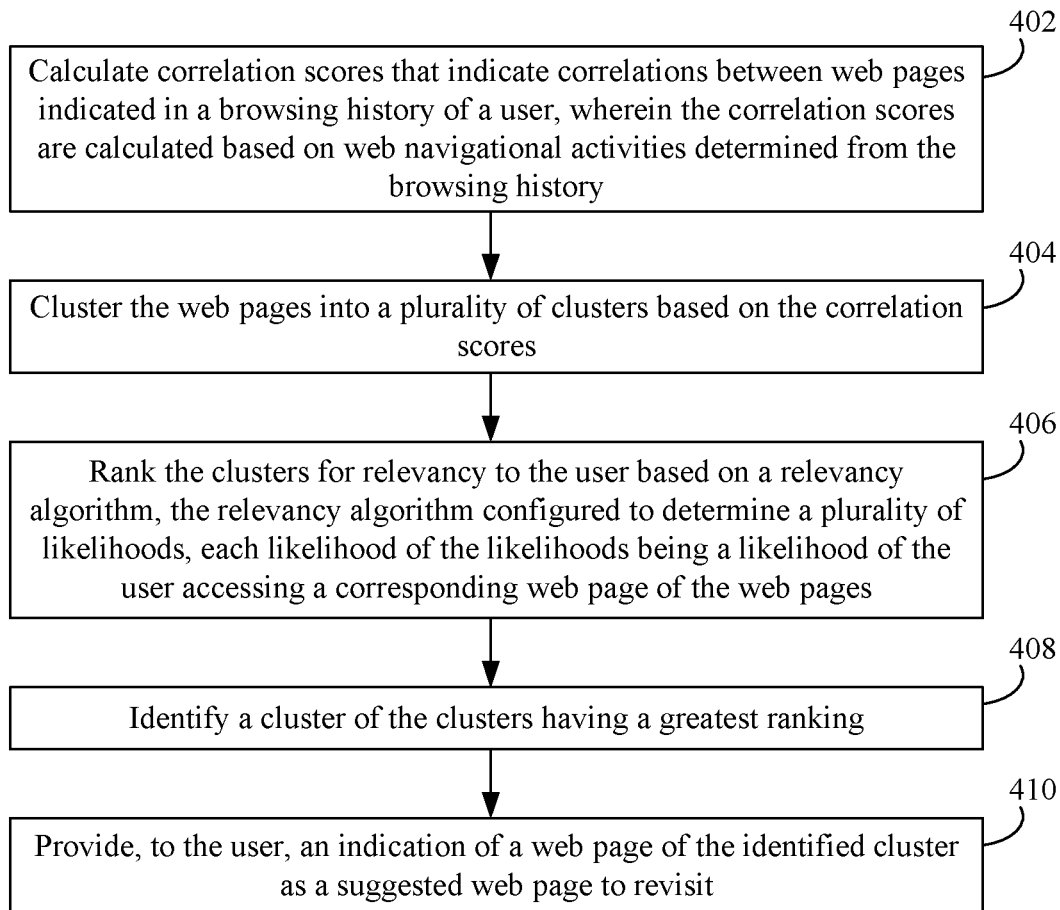 402
Calculate correlation scores that indicate correlations between web pages
indicated in a browsing history of a user, wherein the correlation scores
are calculated based on web navigational activities determined from the
browsing history
404
Cluster the web pages into a plurality of clusters based on the correlation
scores
406
Rank the clusters for relevancy to the user based on a relevancy
algorithm, the relevancy algorithm configured to determine a plurality of
likelihoods, each likelihood of the likelihoods being a likelihood of the
user accessing a corresponding web page of the web pages
408
Identify a cluster of the clusters having a greatest ranking
410
Provide, to the user, an indication of a web page of the identified cluster
as a suggested web page to revisit